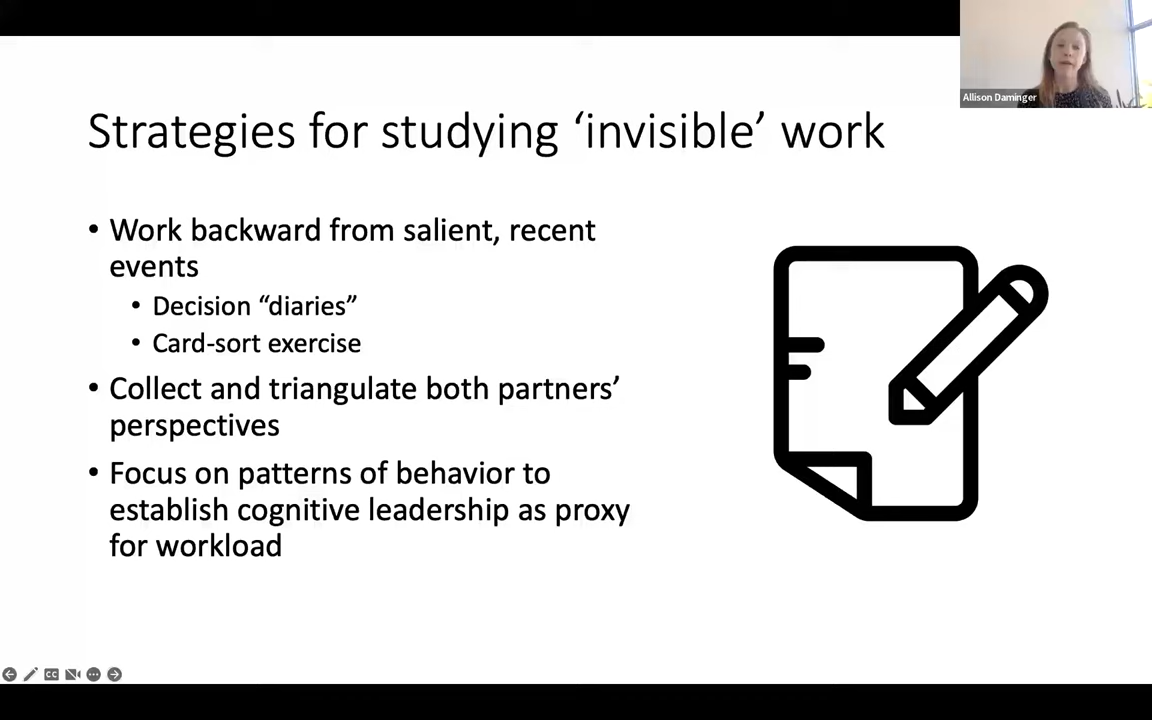 Allison Daminger
Strategies for studying ‘invisible’ work
• Work backward from salient, recent
events
• Decision “diaries”
• Card-sort exercise
• Collect and triangulate both partners’
perspectives
• Focus on patterns of behavior to
establish cognitive leadership as proxy
for workload
CC